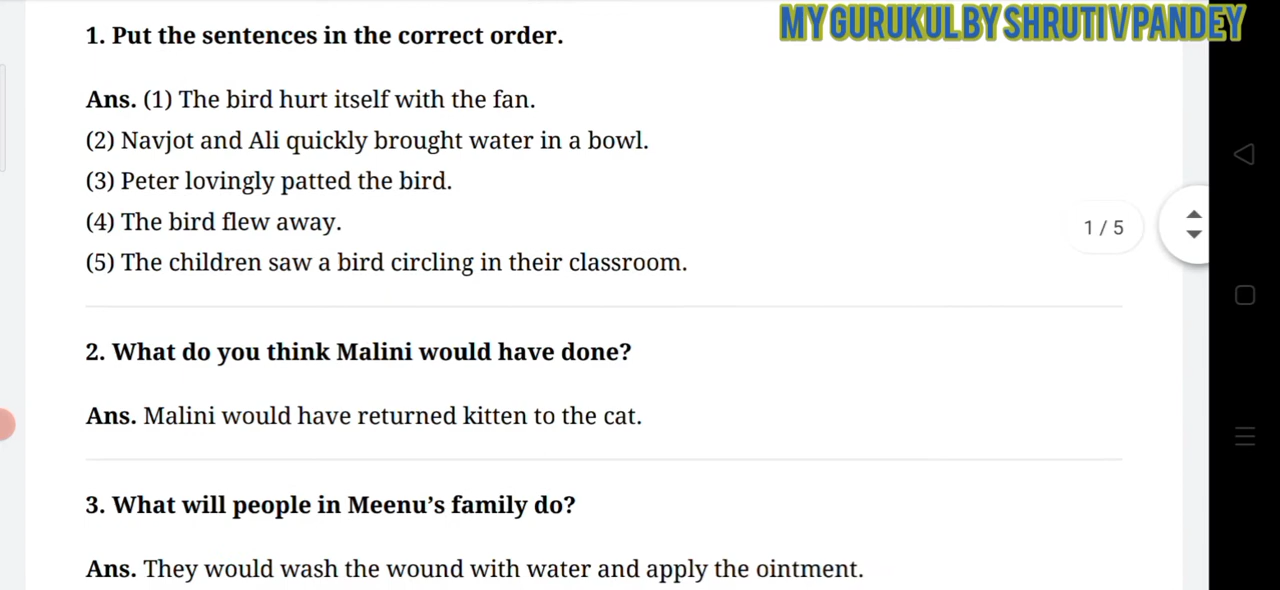 MY GURUKUL BY SHRUTI V PANDEY
1. Put the sentences in the correct order.
Ans. (1) The bird hurt itself with the fan.
(2) Navjot and Ali quickly brought water in a bowl.
(3) Peter lovingly patted the bird.
(4) The bird flew away.
1 / 5
(5) The children saw a bird circling in their classroom.
2. What do you think Malini would have done?
Ans. Malini would have returned kitten to the cat.
3. What will people in Meenu’s family do?
Ans. They would wash the wound with water and apply the ointment.